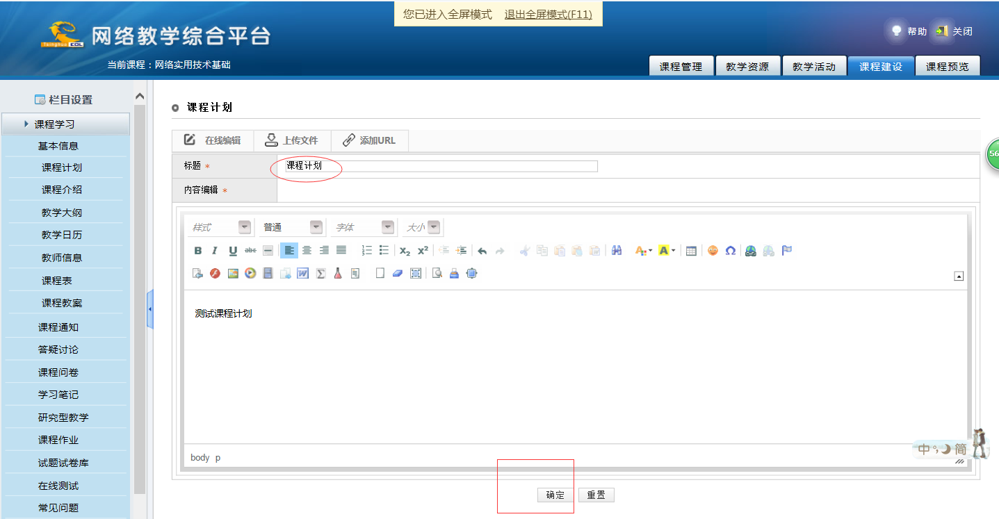 您已进入全屏模式 退出全屏模式(F11)
网络教学综合平台
当前课程：网络实用技术基础
帮助 关闭
课程管理 教学资源 教学活动 课程建设 课程预览
栏目设置
课程学习
基本信息
课程计划
课程介绍
教学大纲
教学日历
教师信息
课程表
课程教案
课程通知
答疑讨论
课程问卷
学习笔记
研究型教学
课程作业
试题试卷库
在线测试
常见问题
课程计划
在线编辑 上传文件 添加URL
标题 * 课程计划
内容编辑 *
样式 普通 字体 大小
测试课程计划
body p
确定 重置
56
中 简